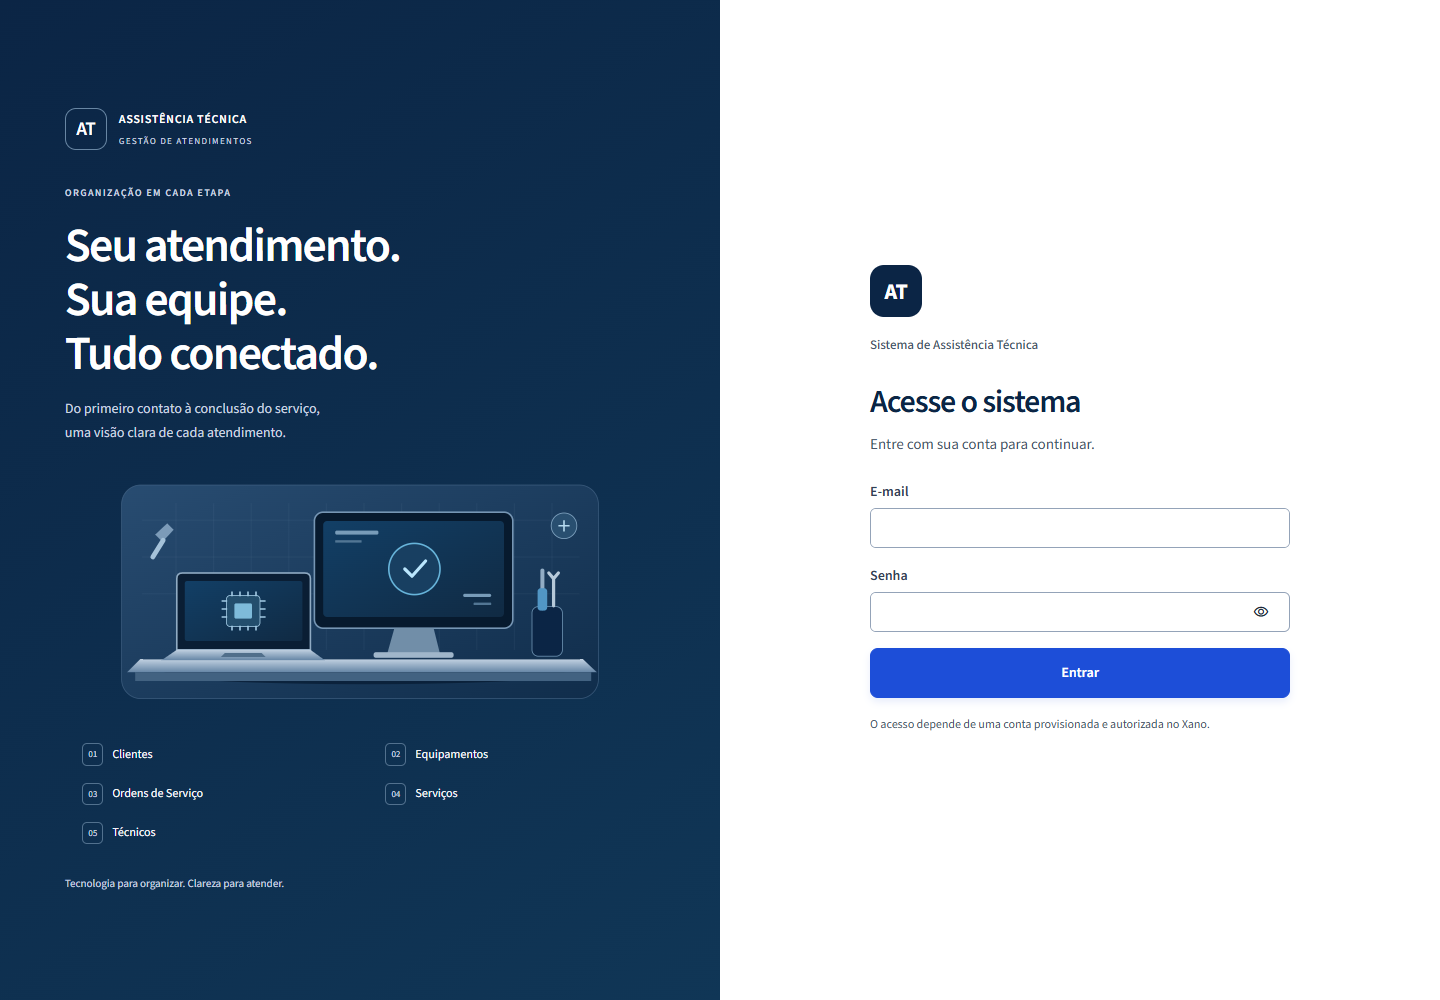 AT
ASSISTÊNCIA TÉCNICA
GESTÃO DE ATENDIMENTOS
ORGANIZAÇÃO EM CADA ETAPA
Seu atendimento.
Sua equipe.
Tudo conectado.
Do primeiro contato à conclusão do serviço,
uma visão clara de cada atendimento.
01 Clientes
02 Equipamentos
03 Ordens de Serviço
04 Serviços
05 Técnicos
Tecnologia para organizar. Clareza para atender.
AT
Sistema de Assistência Técnica
Acesse o sistema
Entre com sua conta para continuar.
E-mail
Senha
Entrar
O acesso depende de uma conta provisionada e autorizada no Xano.